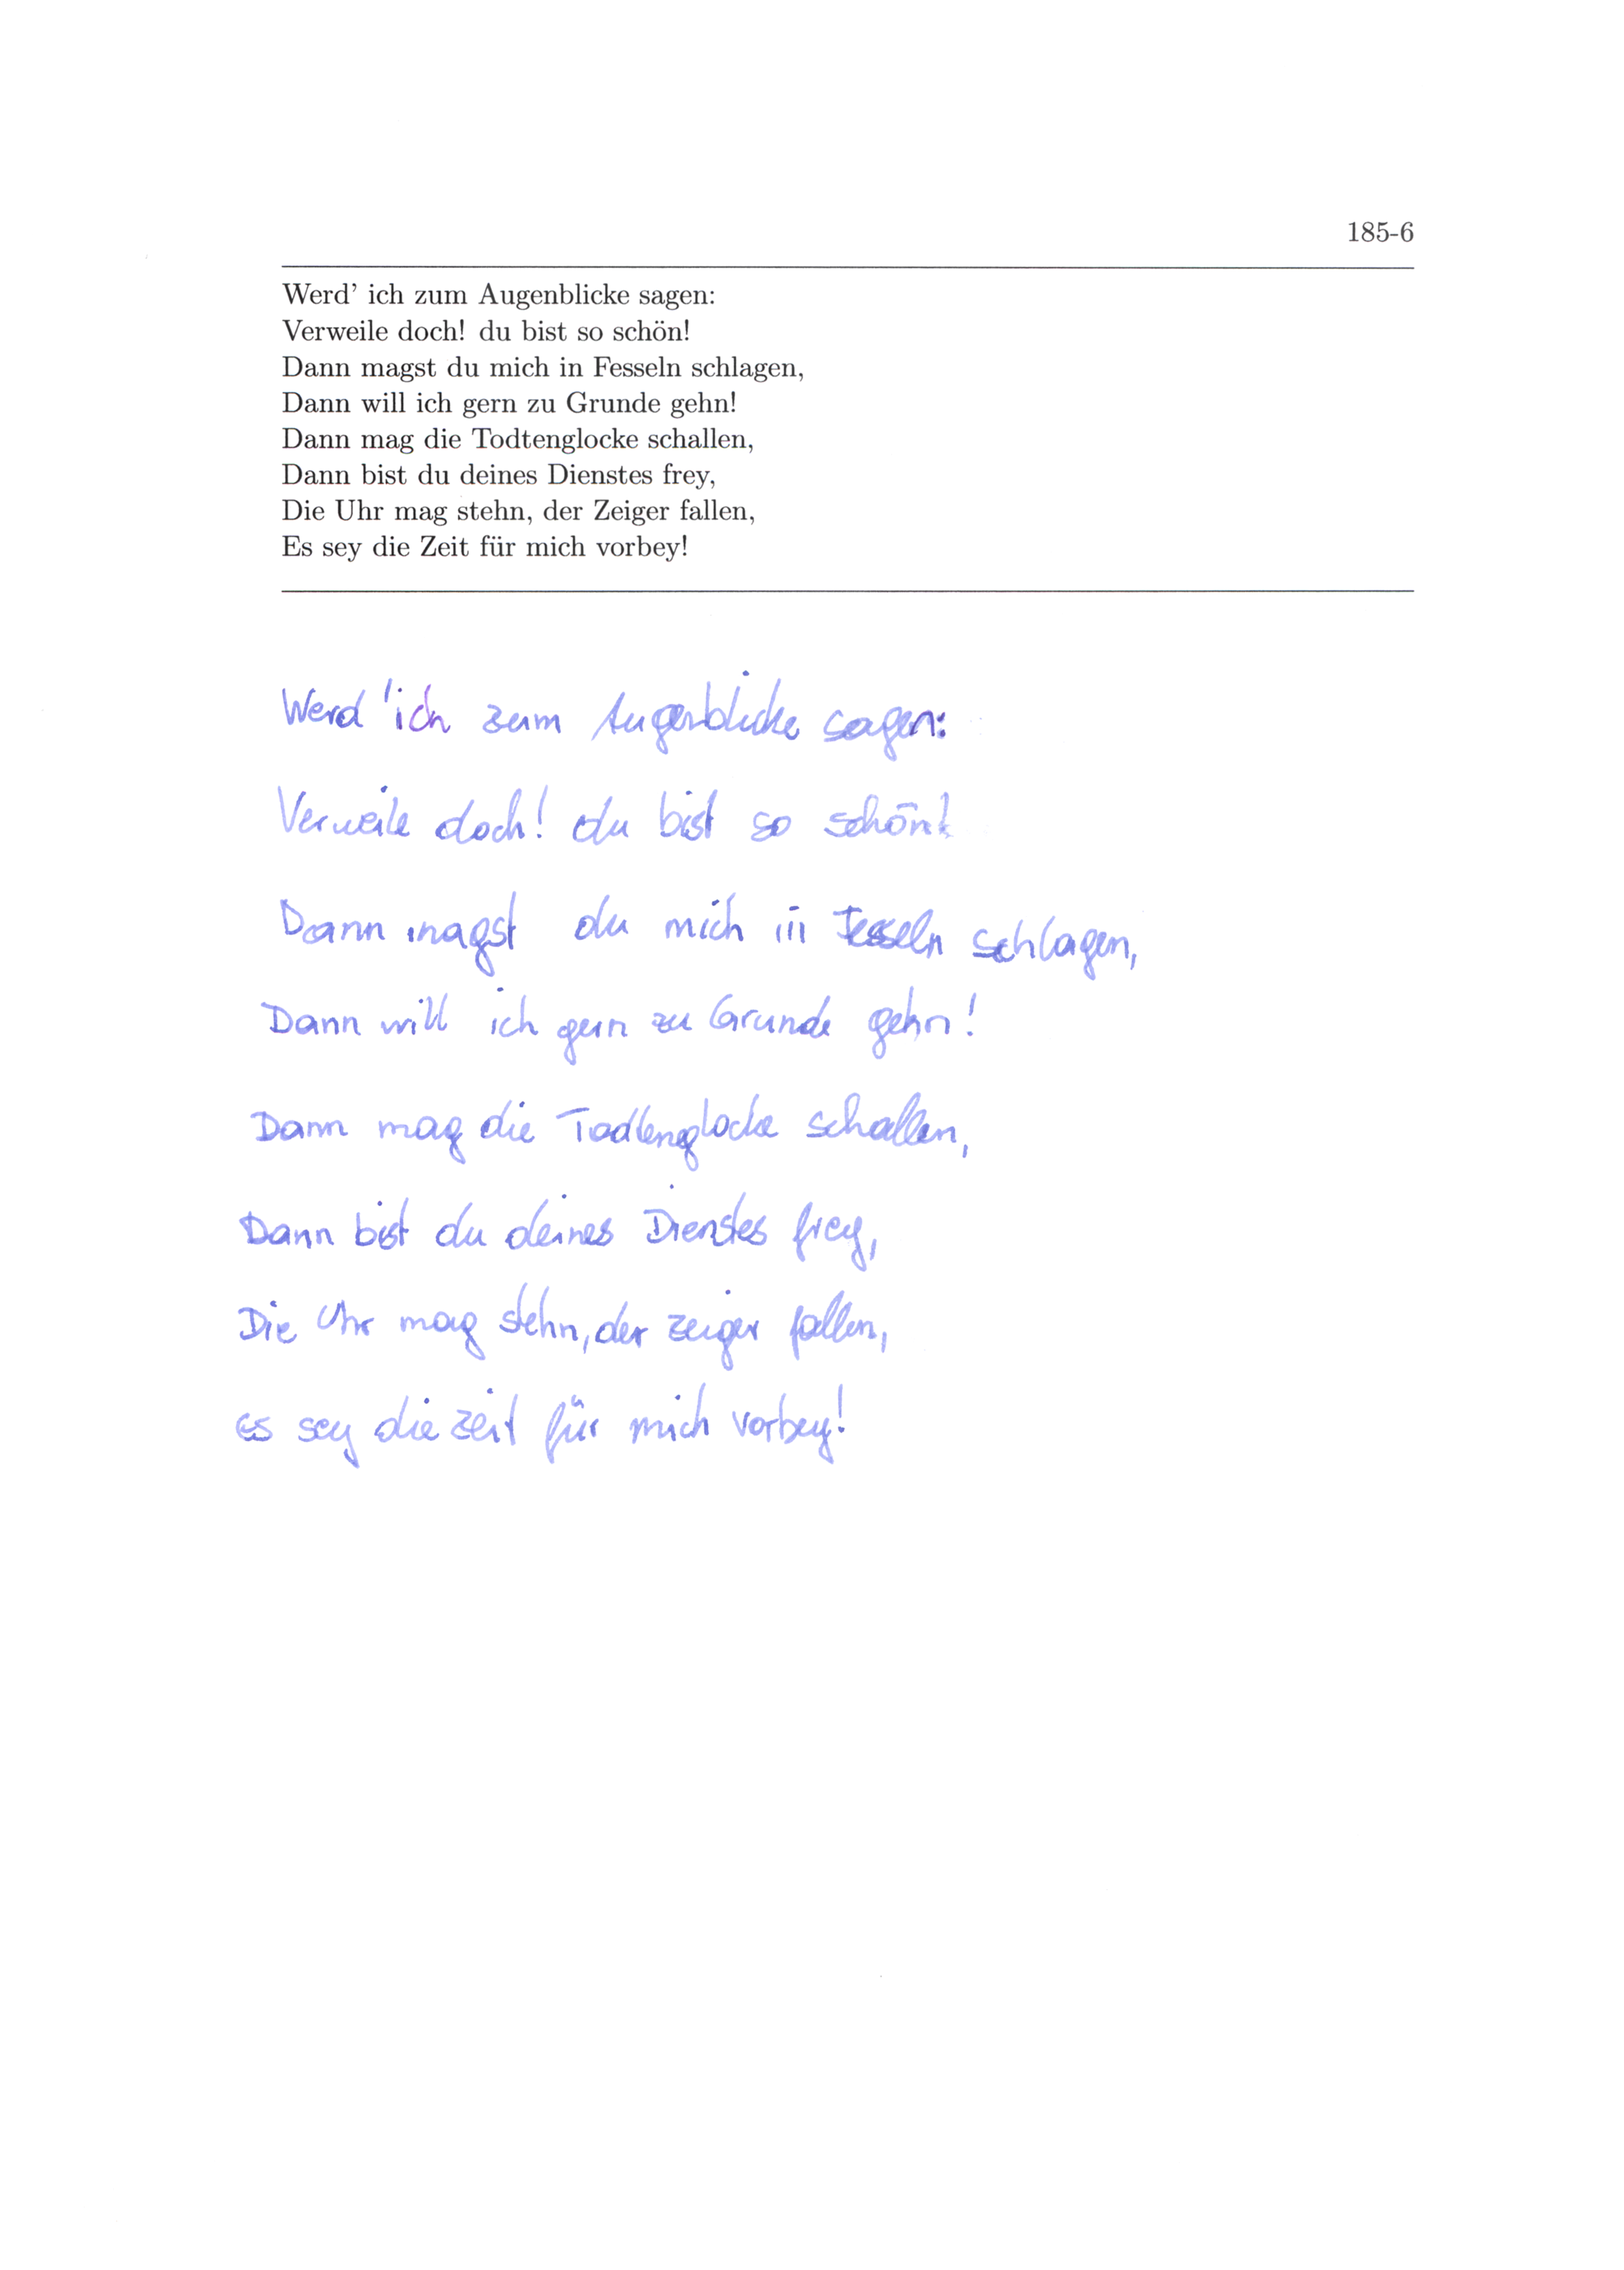 185-6
Werd' ich zum Augenblicke sagen:
Verweile doch! du bist so schön!
Dann magst du mich in Fesseln schlagen,
Dann will ich gern zu Grunde gehn!
Dann mag die Todtenglocke schallen,
Dann bist du deines Dienstes frey,
Die Uhr mag stehn, der Zeiger fallen,
Es sey die Zeit für mich vorbey!
Werd 'ich zum Augenblicke sagen:
Verweile doch! du bist so schön!
Dann magst du mich in Fesseln schlagen,
Dann will ich gern zu Grunde gehn!
Dann mag die Todtenglocke schallen,
Dann bist du deines Dienstes frey,
Die Uhr mag stehn, der Zeiger fallen,
Es sey die Zeit für mich vorbey!